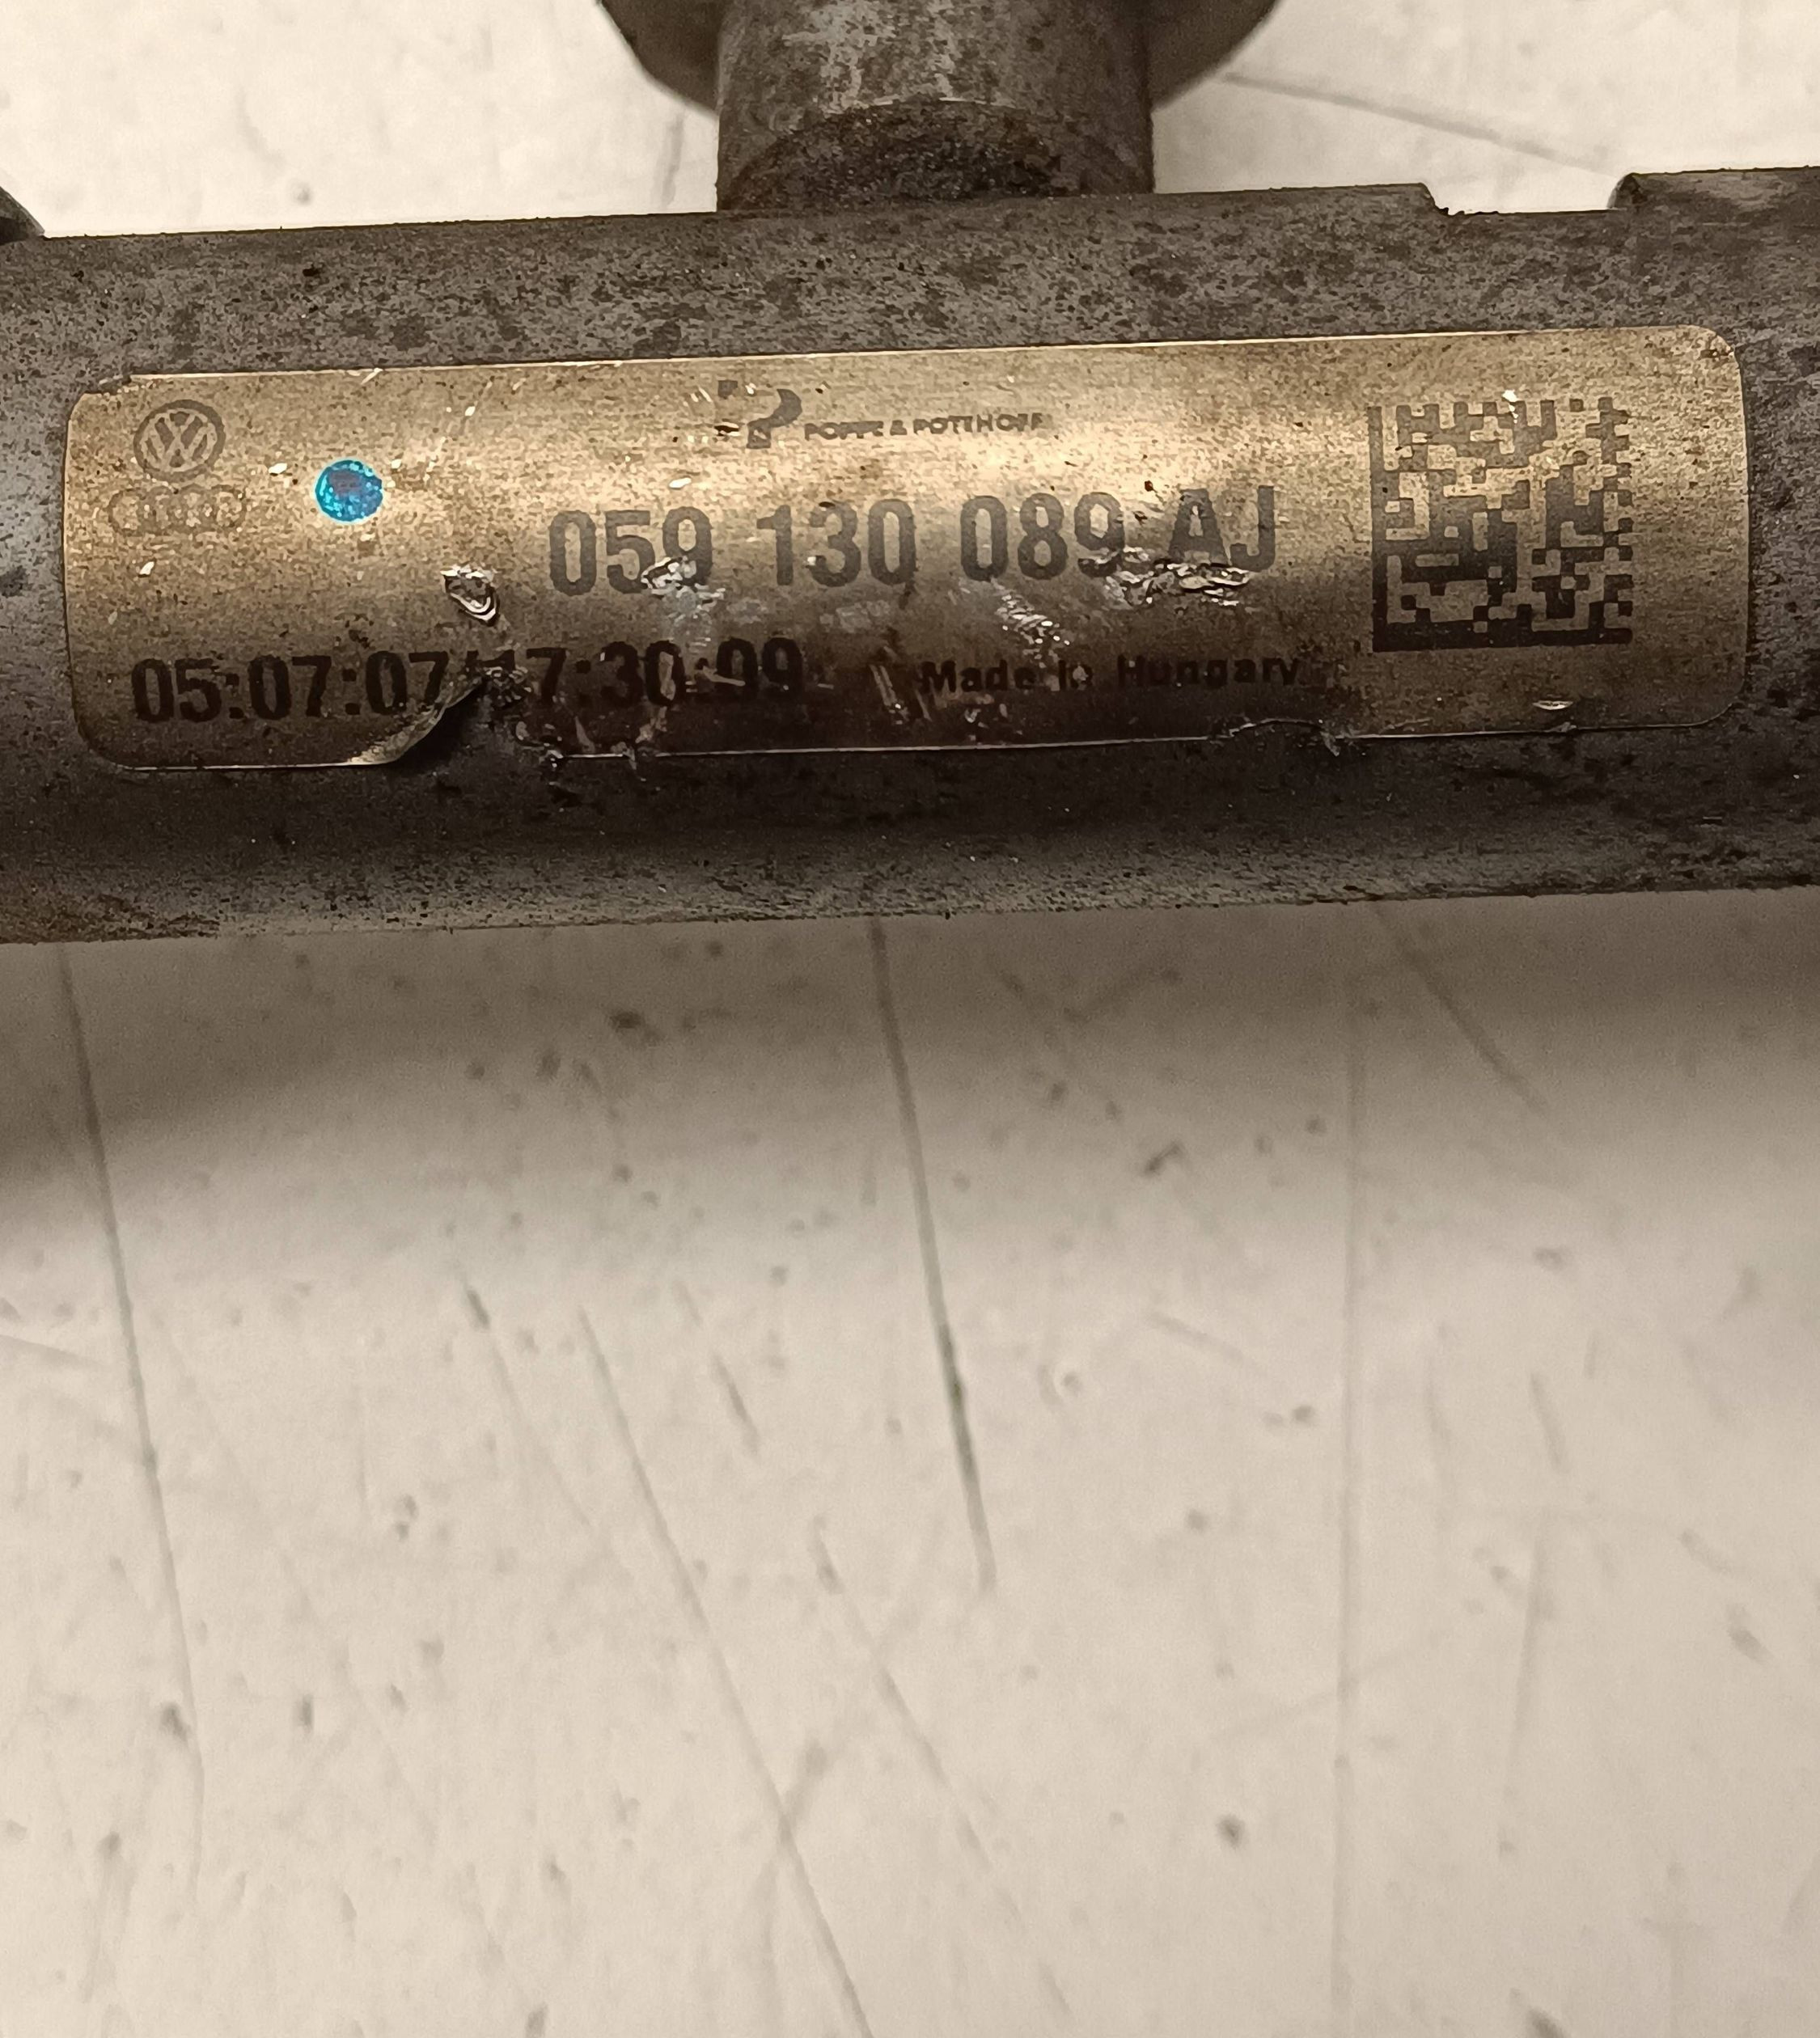 POPPE & POTTHOFF
059 130 089 AJ
05:07:07 17:30:09
Made in Hungary